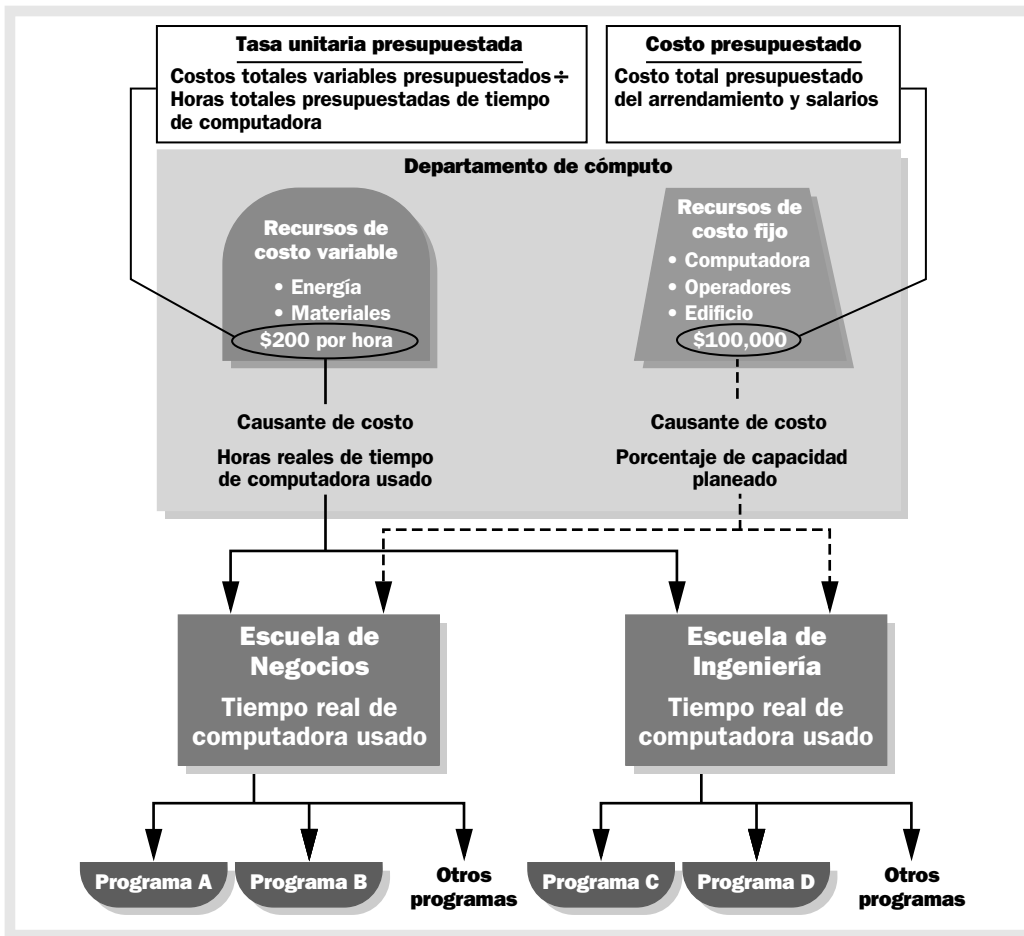 Tasa unitaria presupuestada
Costos totales variables presupuestados ÷
Horas totales presupuestadas de tiempo
de computadora
Costo presupuestado
Costo total presupuestado
del arrendamiento y salarios
Departamento de cómputo
Recursos de
costo variable
• Energía
• Materiales
$200 por hora
Recursos de
costo fijo
• Computadora
• Operadores
• Edificio
$100,000
Causante de costo
Horas reales de tiempo
de computadora usado
Causante de costo
Porcentaje de capacidad
planeado
Escuela de
Negocios
Tiempo real de
computadora usado
Escuela de
Ingeniería
Tiempo real de
computadora usado
Programa A
Programa B
Otros
programas
Programa C
Programa D
Otros
programas